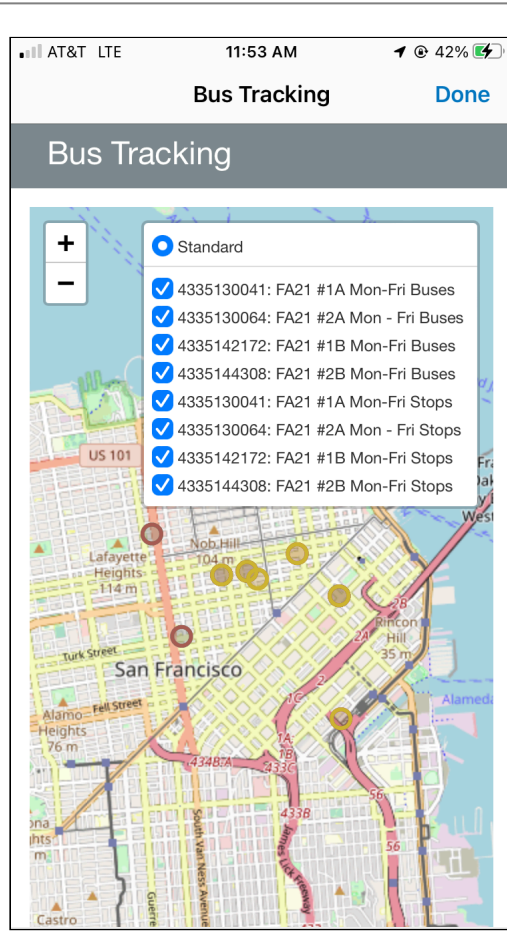 AT&T LTE 11:53 AM 42%
Bus Tracking Done
Bus Tracking
+
−
Standard
4335130041: FA21 #1A Mon-Fri Buses
4335130064: FA21 #2A Mon - Fri Buses
4335142172: FA21 #1B Mon-Fri Buses
4335144308: FA21 #2B Mon-Fri Buses
4335130041: FA21 #1A Mon-Fri Stops
4335130064: FA21 #2A Mon - Fri Stops
4335142172: FA21 #1B Mon-Fri Stops
4335144308: FA21 #2B Mon-Fri Stops
US 101
Nob Hill
104 m
Lafayette
Heights
114 m
2B
Rincon
Hill
35 m
2A
Turk Street
San Francisco
2
1C
Fell Street
Alamo
Heights
76 m
Alameda
1A
1B
434B-A
433C
56
433B
South Van Ness Avenue
James Lick Freeway
56
m
Guerre
Castro
433